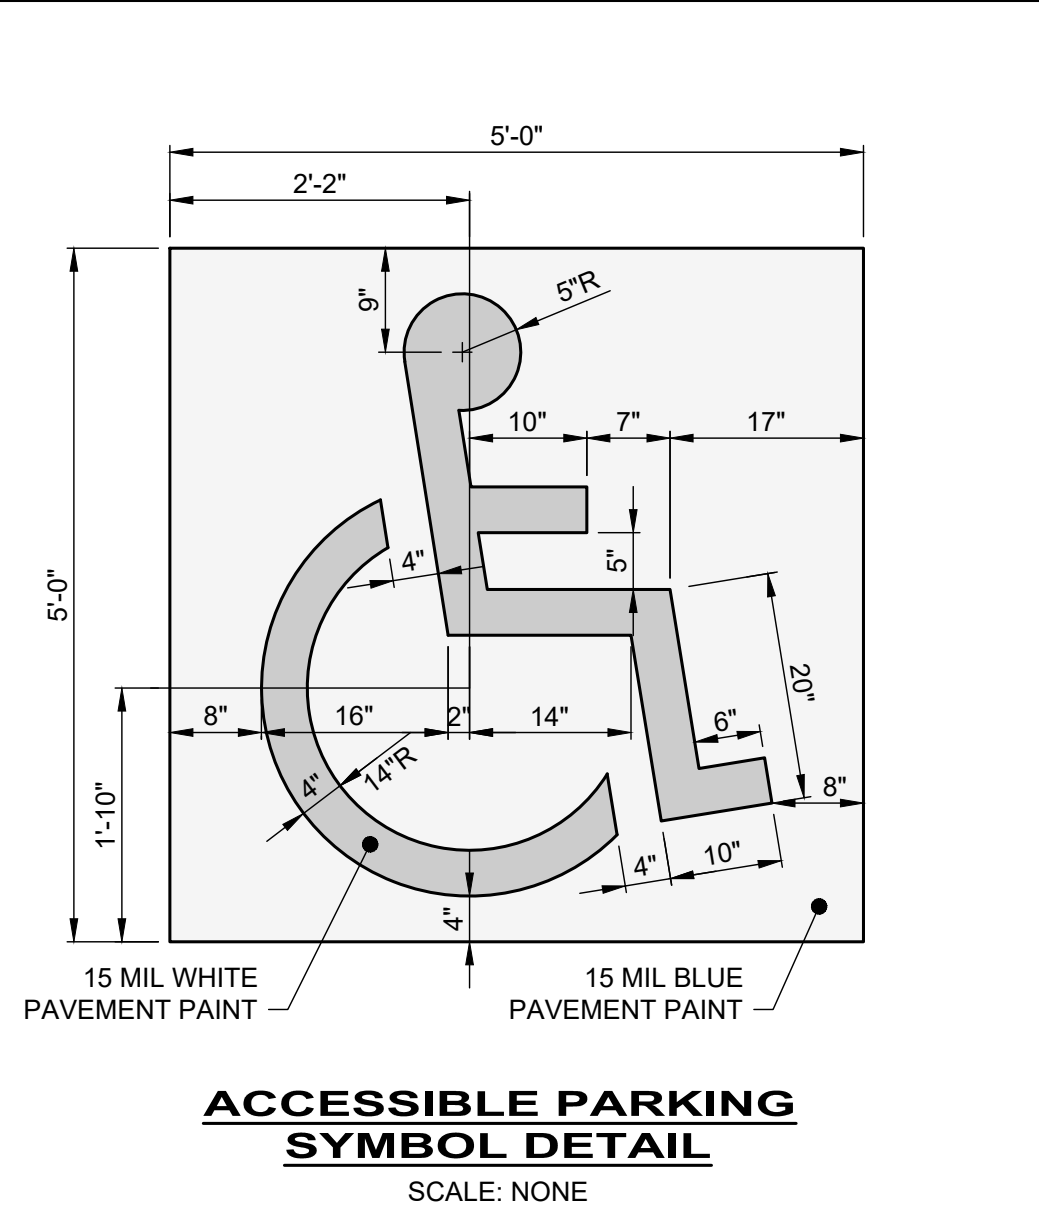 5'-0"
2'-2"
9"
5"R
10"
7"
17"
5'-0"
4"
5"
20"
8"
16"
2"
14"
6"
14"R
4"
8"
1'-10"
4"
10"
4"
15 MIL WHITE
PAVEMENT PAINT
15 MIL BLUE
PAVEMENT PAINT
ACCESSIBLE PARKING
SYMBOL DETAIL
SCALE: NONE